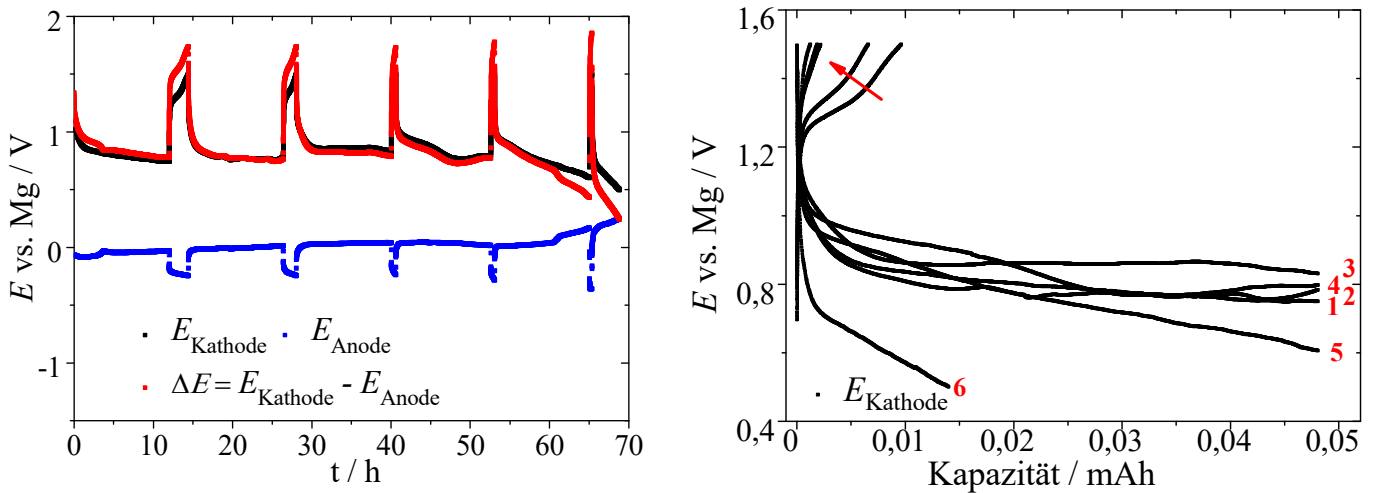 2
1
0
-1
E vs. Mg / V
E_Kathode E_Anode
ΔE = E_Kathode - E_Anode
0 10 20 30 40 50 60 70
t / h
1,6
1,2
0,8
0,4
E vs. Mg / V
3
4 2
1
5
6
E_Kathode
0 0,01 0,02 0,03 0,04 0,05
Kapazität / mAh